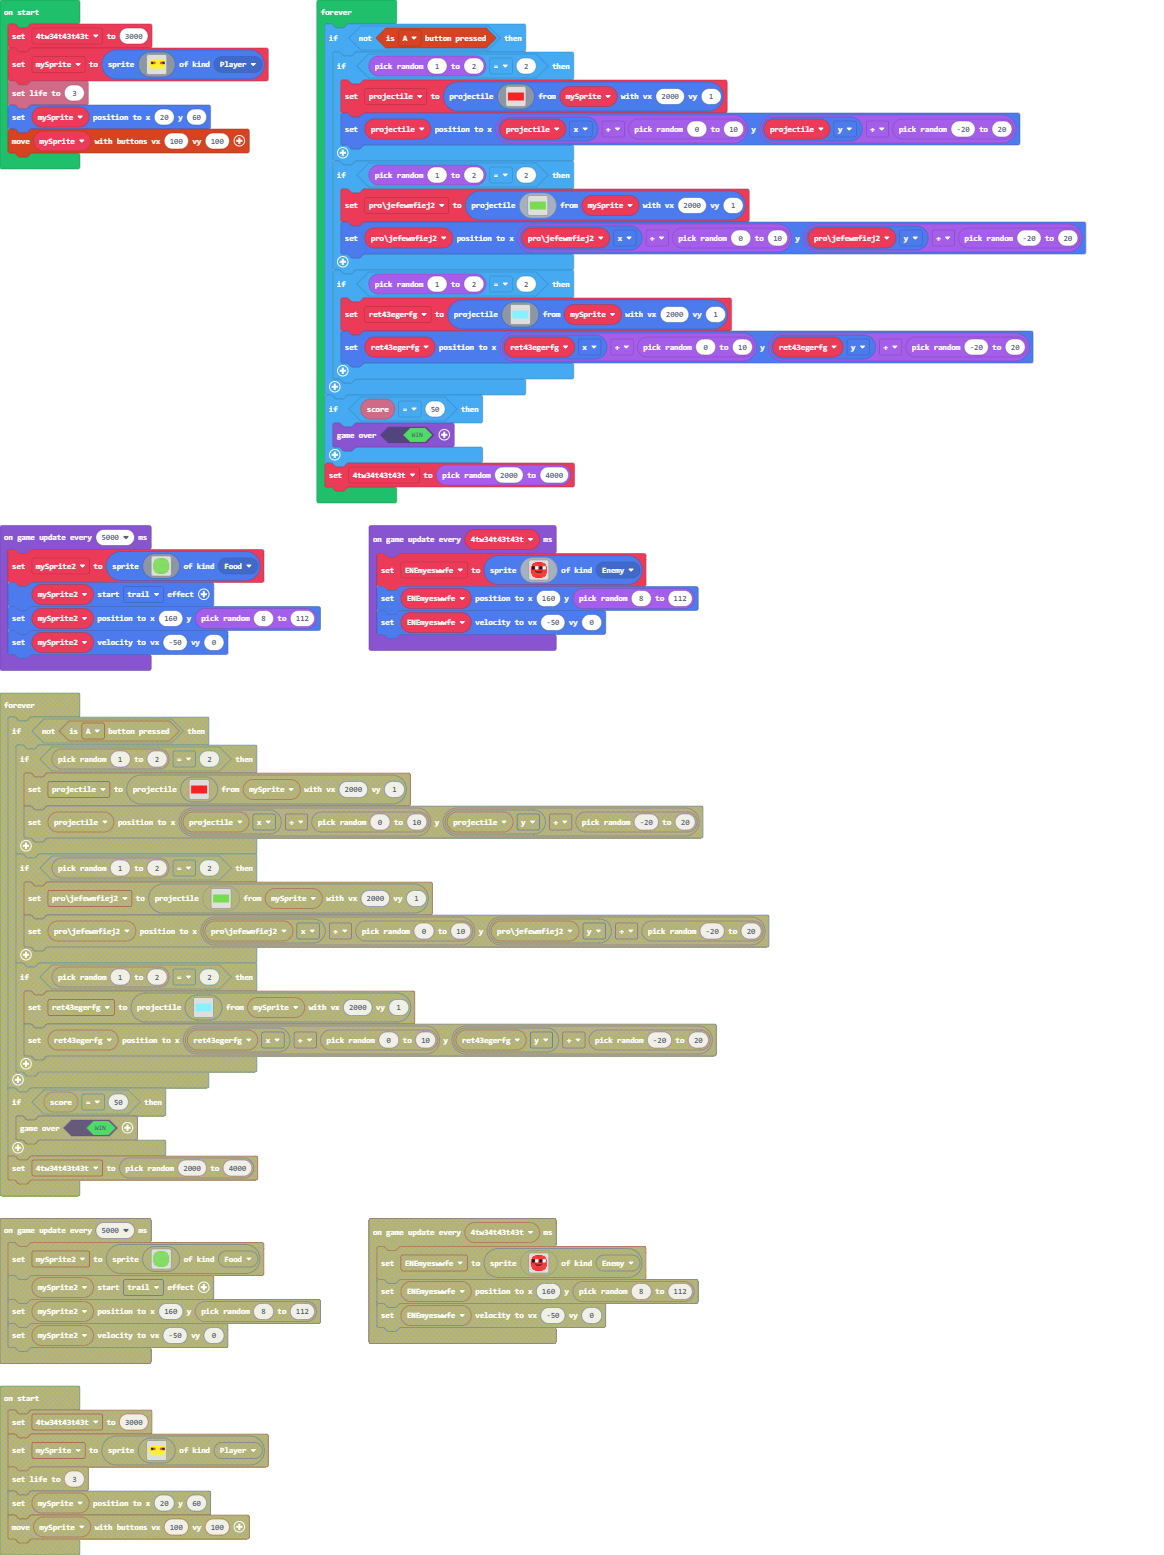 on start
set 4tw34t43t43t to 3000
set mySprite to sprite of kind Player
set life to 3
set mySprite position to x 20 y 60
move mySprite with buttons vx 100 vy 100
forever
if not is A button pressed then
if pick random 1 to 2 = 2 then
set projectile to projectile from mySprite with vx 2000 vy 1
set projectile position to x projectile x + pick random 0 to 10 y projectile y + pick random -20 to 20
if pick random 1 to 2 = 2 then
set pro\jefewmfiej2 to projectile from mySprite with vx 2000 vy 1
set pro\jefewmfiej2 position to x pro\jefewmfiej2 x + pick random 0 to 10 y pro\jefewmfiej2 y + pick random -20 to 20
if pick random 1 to 2 = 2 then
set ret43egerfg to projectile from mySprite with vx 2000 vy 1
set ret43egerfg position to x ret43egerfg x + pick random 0 to 10 y ret43egerfg y + pick random -20 to 20
if score = 50 then
game over WIN
set 4tw34t43t43t to pick random 2000 to 4000
on game update every 5000 ms
set mySprite2 to sprite of kind Food
mySprite2 start trail effect
set mySprite2 position to x 160 y pick random 8 to 112
set mySprite2 velocity to vx -50 vy 0
on game update every 4tw34t43t43t ms
set ENEmyeswwfe to sprite of kind Enemy
set ENEmyeswwfe position to x 160 y pick random 8 to 112
set ENEmyeswwfe velocity to vx -50 vy 0
forever
if not is A button pressed then
if pick random 1 to 2 = 2 then
set projectile to projectile from mySprite with vx 2000 vy 1
set projectile position to x projectile x + pick random 0 to 10 y projectile y + pick random -20 to 20
if pick random 1 to 2 = 2 then
set pro\jefewmfiej2 to projectile from mySprite with vx 2000 vy 1
set pro\jefewmfiej2 position to x pro\jefewmfiej2 x + pick random 0 to 10 y pro\jefewmfiej2 y + pick random -20 to 20
if pick random 1 to 2 = 2 then
set ret43egerfg to projectile from mySprite with vx 2000 vy 1
set ret43egerfg position to x ret43egerfg x + pick random 0 to 10 y ret43egerfg y + pick random -20 to 20
if score = 50 then
game over WIN
set 4tw34t43t43t to pick random 2000 to 4000
on game update every 5000 ms
set mySprite2 to sprite of kind Food
mySprite2 start trail effect
set mySprite2 position to x 160 y pick random 8 to 112
set mySprite2 velocity to vx -50 vy 0
on game update every 4tw34t43t43t ms
set ENEmyeswwfe to sprite of kind Enemy
set ENEmyeswwfe position to x 160 y pick random 8 to 112
set ENEmyeswwfe velocity to vx -50 vy 0
on start
set 4tw34t43t43t to 3000
set mySprite to sprite of kind Player
set life to 3
set mySprite position to x 20 y 60
move mySprite with buttons vx 100 vy 100